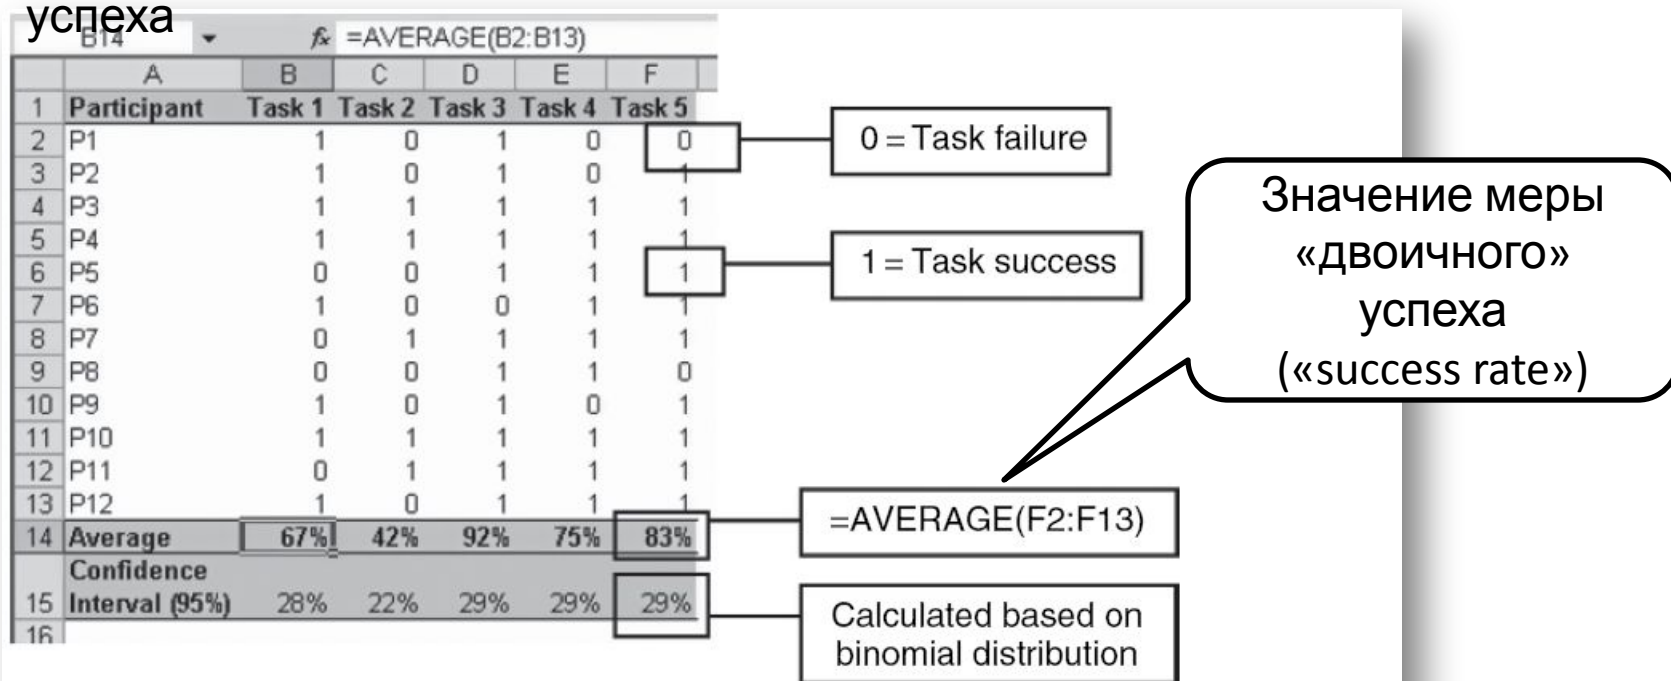 успеха
B14 fx =AVERAGE(B2:B13)
A B C D E F
1 Participant Task 1 Task 2 Task 3 Task 4 Task 5
2 P1 1 0 1 0 0
3 P2 1 0 1 0 1
4 P3 1 1 1 1 1
5 P4 1 1 1 1 1
6 P5 0 0 1 1 1
7 P6 1 0 0 1 1
8 P7 0 1 1 1 1
9 P8 0 0 1 1 0
10 P9 1 0 1 0 1
11 P10 1 1 1 1 1
12 P11 0 1 1 1 1
13 P12 1 0 1 1 1
14 Average 67% 42% 92% 75% 83%
Confidence
15 Interval (95%) 28% 22% 29% 29% 29%
16
0 = Task failure
1 = Task success
Значение меры
«двоичного»
успеха
(«success rate»)
=AVERAGE(F2:F13)
Calculated based on
binomial distribution